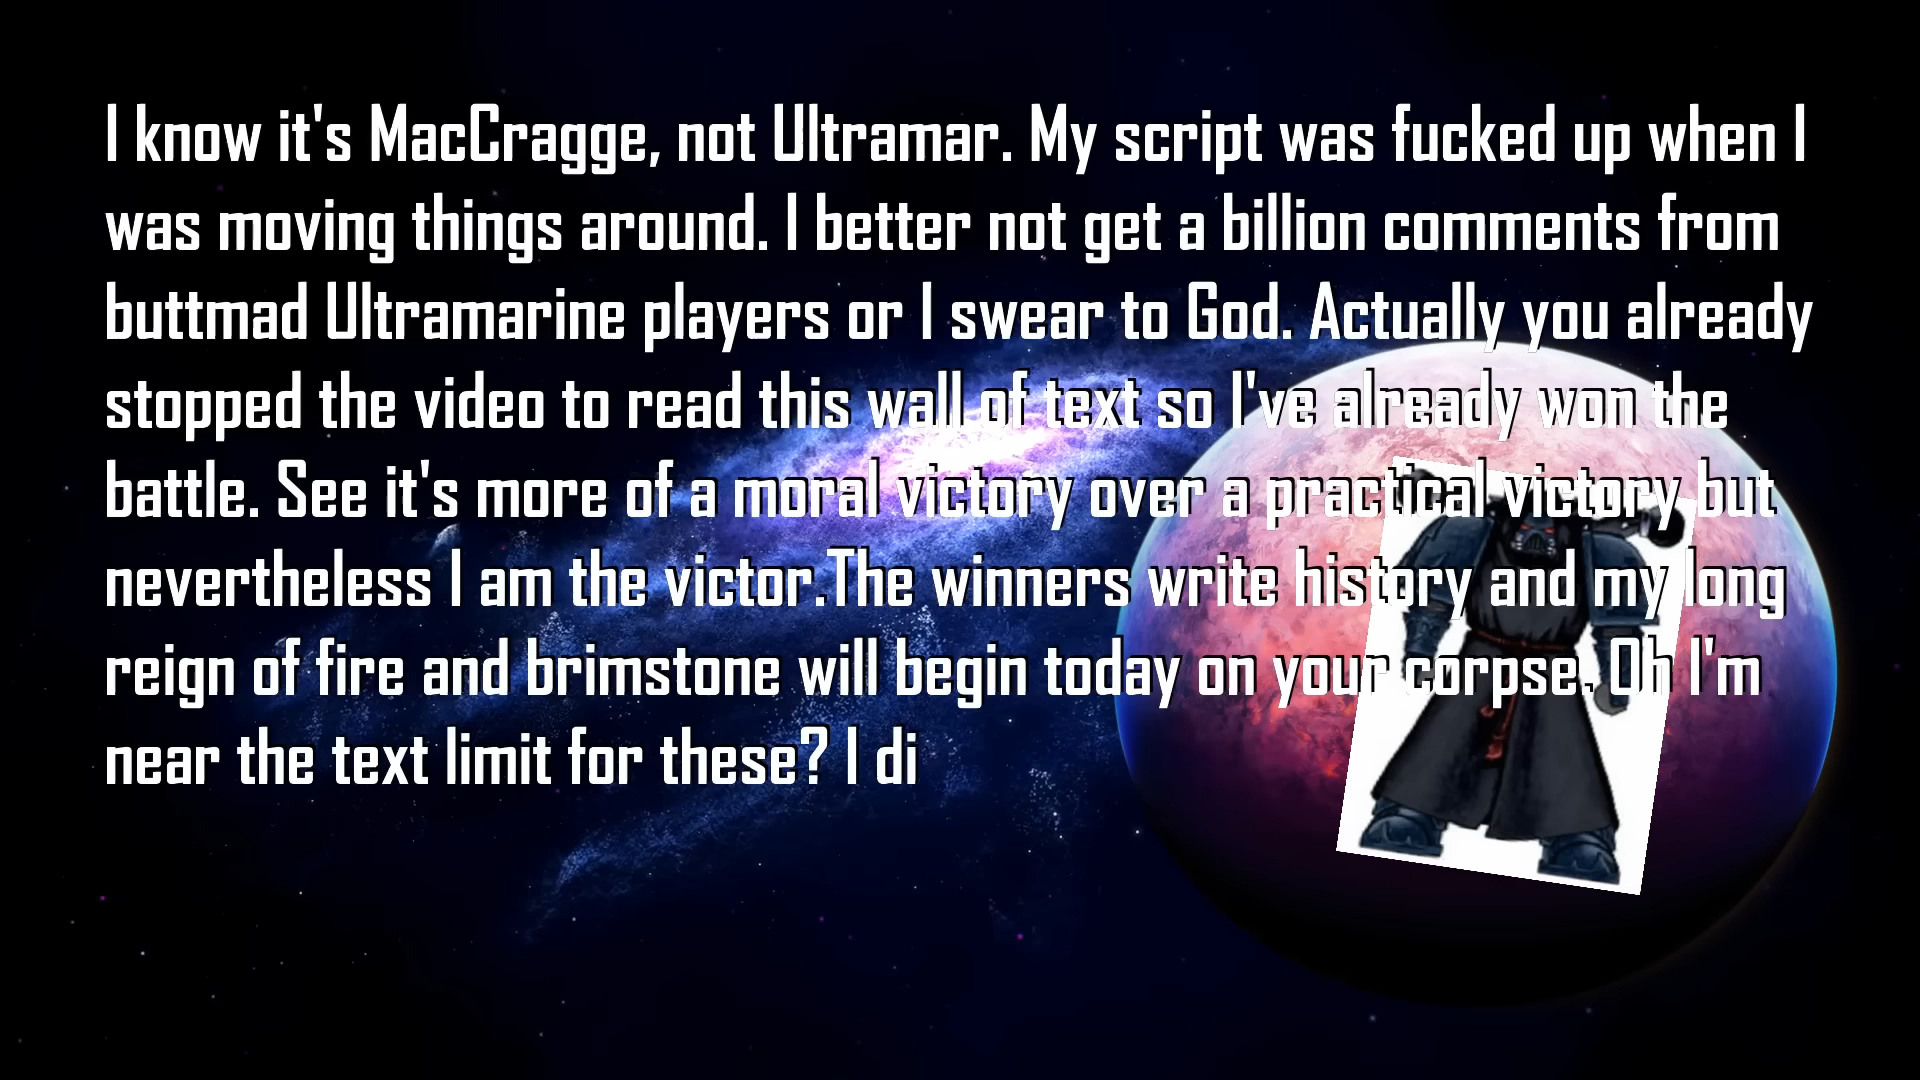 I know it's MacCragge, not Ultramar. My script was fucked up when I
was moving things around. I better not get a billion comments from
buttmad Ultramarine players or I swear to God. Actually you already
stopped the video to read this wall of text so I've already won the
battle. See it's more of a moral victory over a practical victory but
nevertheless I am the victor.The winners write history and my long
reign of fire and brimstone will begin today on your corpse. Oh I'm
near the text limit for these? I di